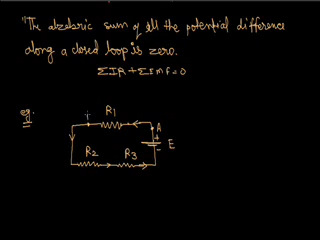 "The alzebric sum of all the potential difference
along a closed loop is zero.
ΣIR + ΣEMF = 0
eg.
R1
A
+
E
-
R2
R3